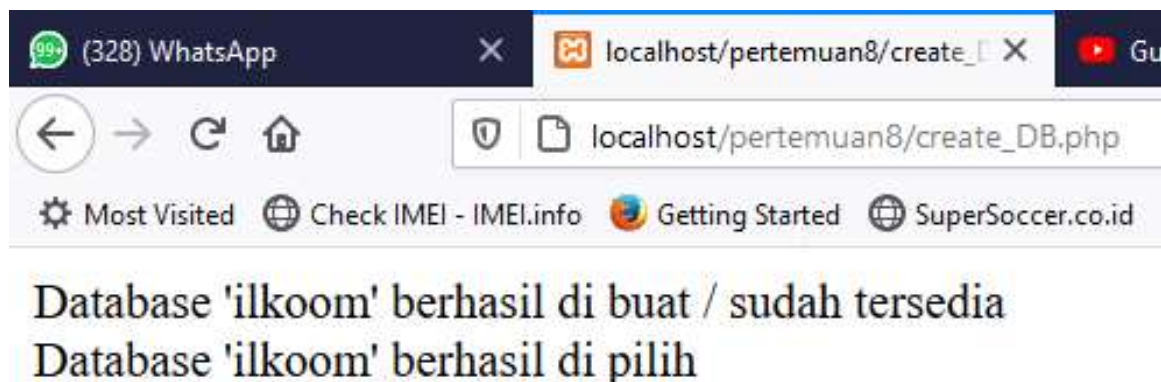 99+ (328) WhatsApp
localhost/pertemuan8/create_
Gu
localhost/pertemuan8/create_DB.php
Most Visited Check IMEI - IMEI.info Getting Started SuperSoccer.co.id
Database 'ilkoom' berhasil di buat / sudah tersedia
Database 'ilkoom' berhasil di pilih